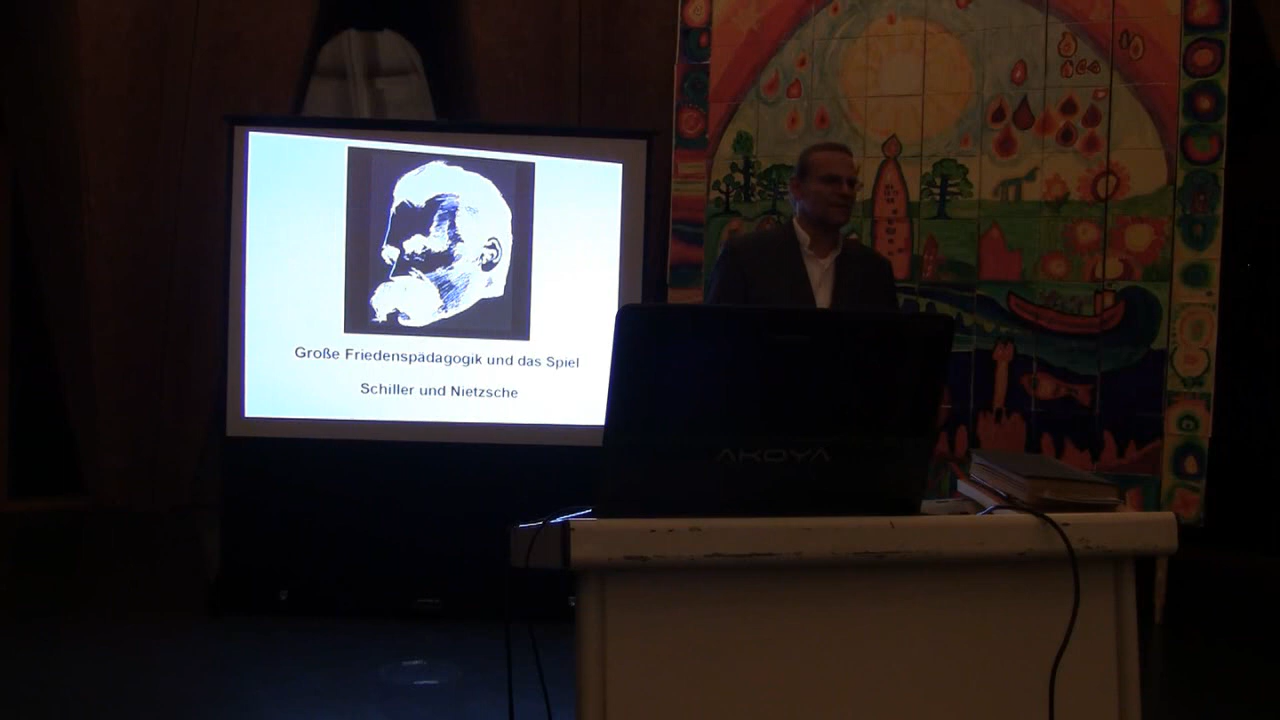 Große Friedenspädagogik und das Spiel
Schiller und Nietzsche
AKOYA